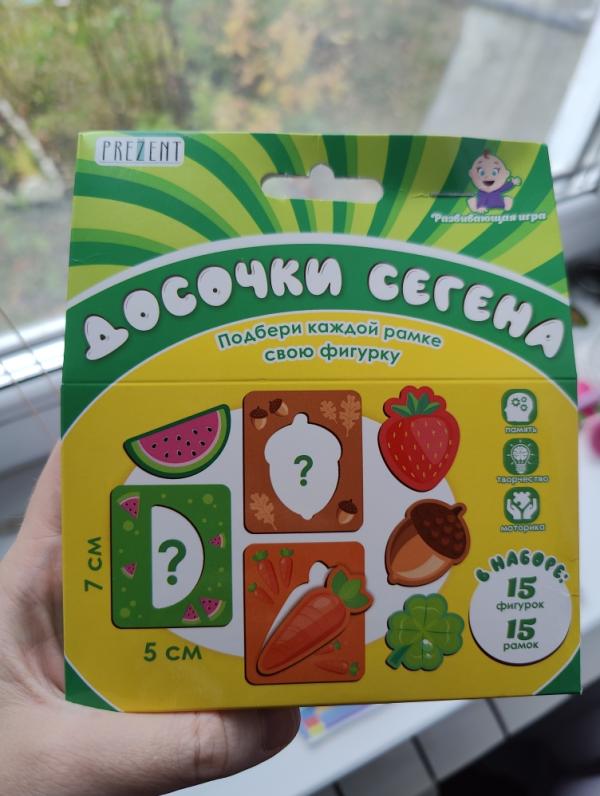 PREZENT
Развивающая игра
ДОСОЧКИ СЕГЕНА
Подбери каждой рамке
свою фигурку
?
?
память
творчество
моторика
7 см
5 см
В НАБОРЕ:
15
фигурок
15
рамок